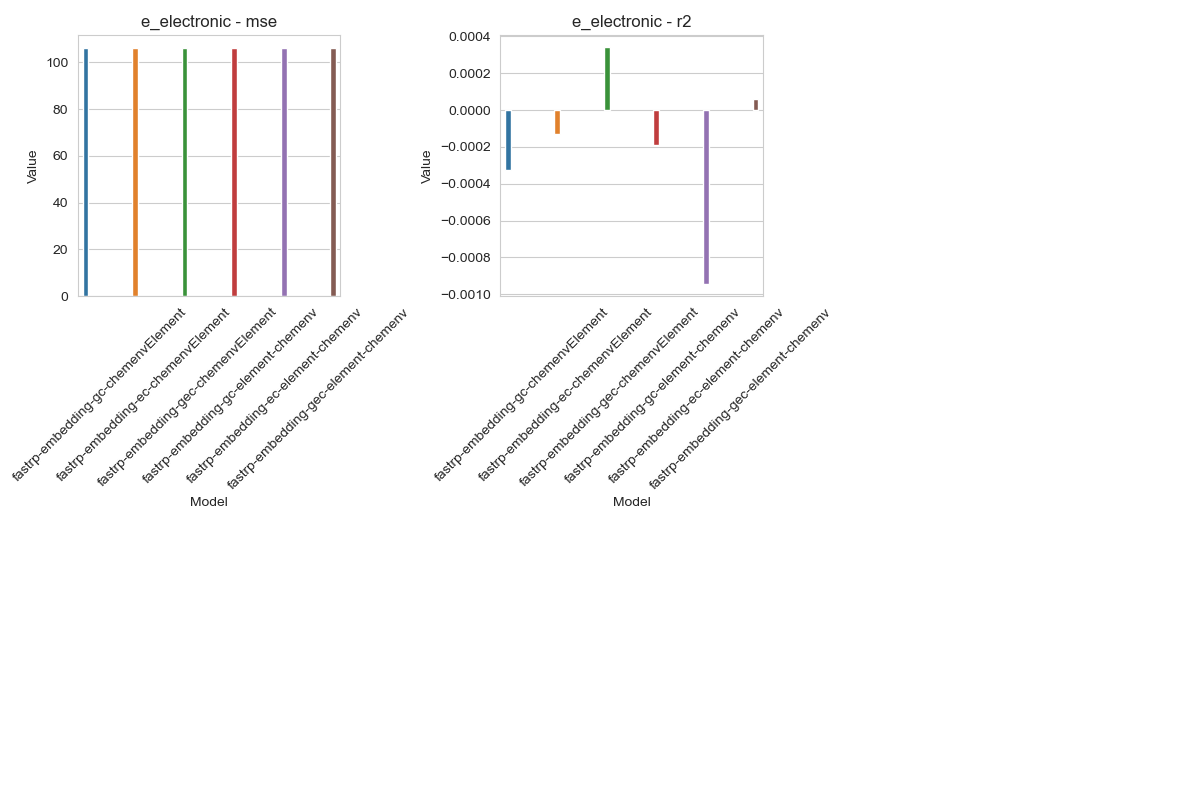 e_electronic - mse
Value
100
80
60
40
20
0
fastrp-embedding-gc-chemenvElement
fastrp-embedding-ec-chemenvElement
fastrp-embedding-gec-chemenvElement
fastrp-embedding-gc-element-chemenv
fastrp-embedding-ec-element-chemenv
fastrp-embedding-gec-element-chemenv
Model
e_electronic - r2
Value
0.0004
0.0002
0.0000
−0.0002
−0.0004
−0.0006
−0.0008
−0.0010
fastrp-embedding-gc-chemenvElement
fastrp-embedding-ec-chemenvElement
fastrp-embedding-gec-chemenvElement
fastrp-embedding-gc-element-chemenv
fastrp-embedding-ec-element-chemenv
fastrp-embedding-gec-element-chemenv
Model